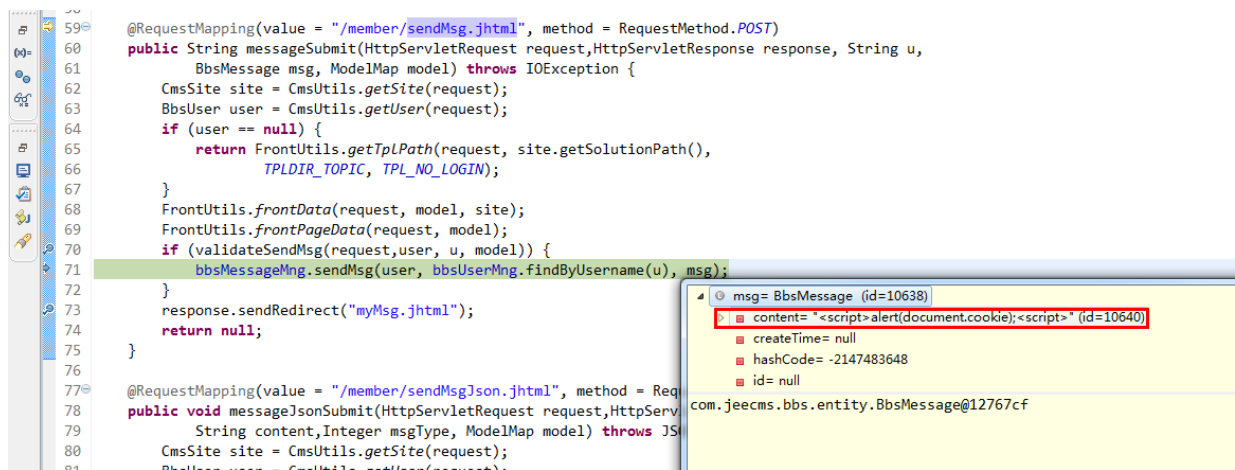 59 @RequestMapping(value = "/member/sendMsg.jhtml", method = RequestMethod.POST)
60 public String messageSubmit(HttpServletRequest request,HttpServletResponse response, String u,
61 BbsMessage msg, ModelMap model) throws IOException {
62 CmsSite site = CmsUtils.getSite(request);
63 BbsUser user = CmsUtils.getUser(request);
64 if (user == null) {
65 return FrontUtils.getTplPath(request, site.getSolutionPath(),
66 TPLDIR_TOPIC, TPL_NO_LOGIN);
67 }
68 FrontUtils.frontData(request, model, site);
69 FrontUtils.frontPageData(request, model);
70 if (validateSendMsg(request,user, u, model)) {
71 bbsMessageMng.sendMsg(user, bbsUserMng.findByUsername(u), msg);
72 }
73 response.sendRedirect("myMsg.jhtml");
74 return null;
75 }
76
77 @RequestMapping(value = "/member/sendMsgJson.jhtml", method = Req
78 public void messageJsonSubmit(HttpServletRequest request,HttpServ
79 String content,Integer msgType, ModelMap model) throws JS
80 CmsSite site = CmsUtils.getSite(request);
msg= BbsMessage (id=10638)
content= "<script>alert(document.cookie);<script>" (id=10640)
createTime= null
hashCode= -2147483648
id= null
com.jeecms.bbs.entity.BbsMessage@12767cf